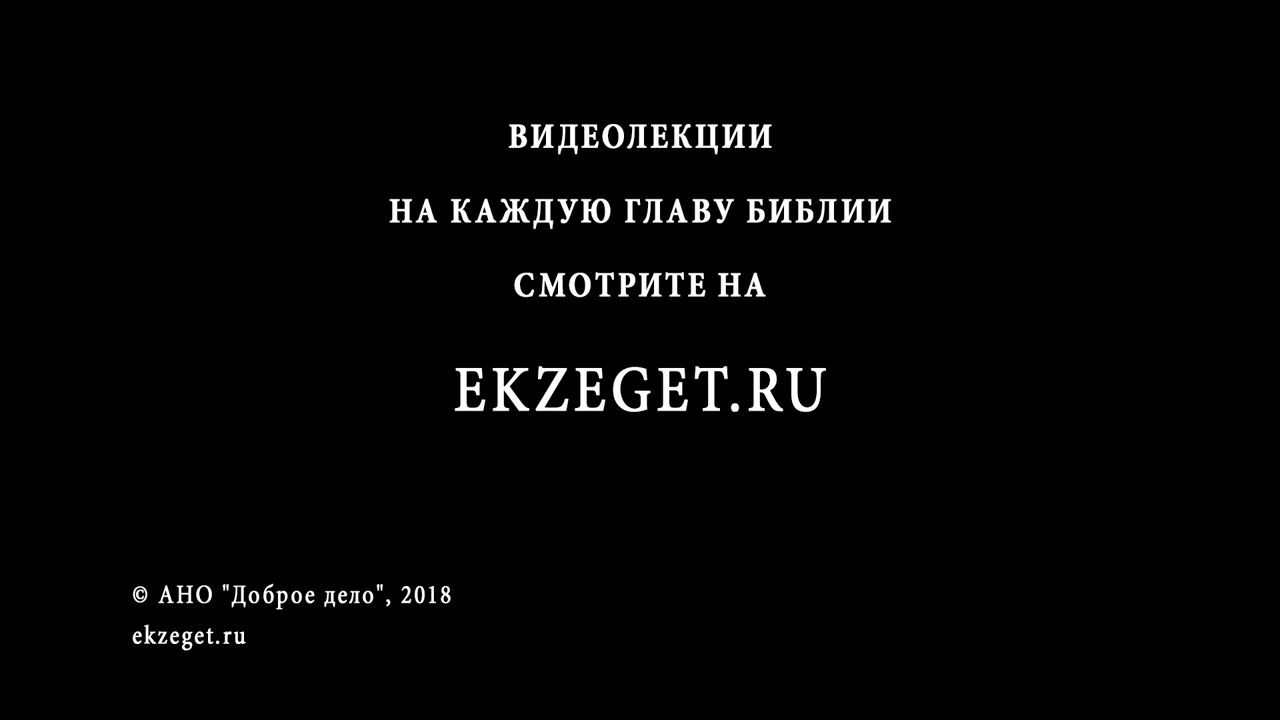 ВИДЕОЛЕКЦИИ
НА КАЖДУЮ ГЛАВУ БИБЛИИ
СМОТРИТЕ НА
EKZEGET.RU
© АНО "Доброе дело", 2018
ekzeget.ru